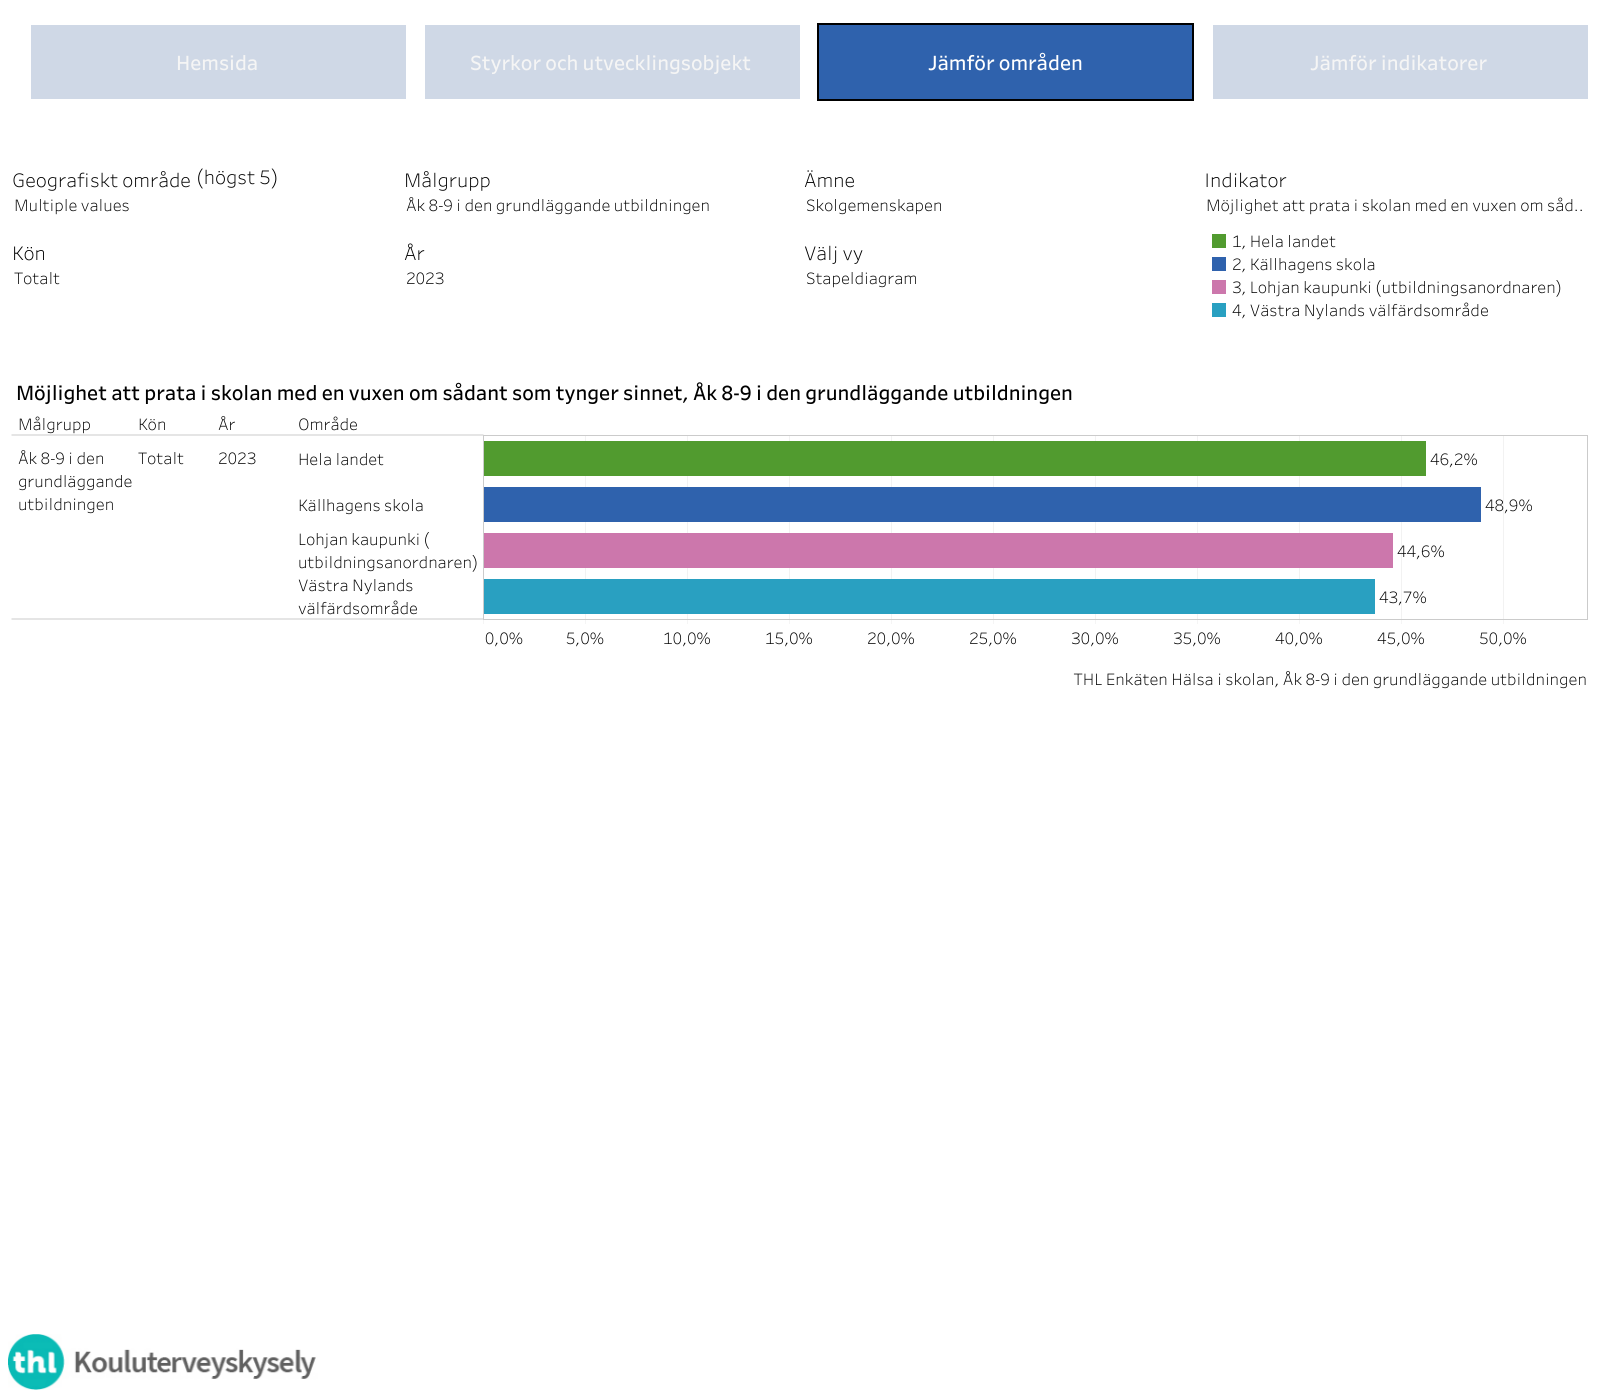 Hemsida
Styrkor och utvecklingsobjekt
Jämför områden
Jämför indikatorer
Geografiskt område (högst 5)
Multiple values
Målgrupp
Åk 8-9 i den grundläggande utbildningen
Ämne
Skolgemenskapen
Indikator
Möjlighet att prata i skolan med en vuxen om såd..
Kön
Totalt
År
2023
Välj vy
Stapeldiagram
1, Hela landet
2, Källhagens skola
3, Lohjan kaupunki (utbildningsanordnaren)
4, Västra Nylands välfärdsområde
Möjlighet att prata i skolan med en vuxen om sådant som tynger sinnet, Åk 8-9 i den grundläggande utbildningen
Målgrupp Kön År Område
Åk 8-9 i den
grundläggande
utbildningen
Totalt
2023
Hela landet
46,2%
Källhagens skola
48,9%
Lohjan kaupunki (
utbildningsanordnaren)
44,6%
Västra Nylands
välfärdsområde
43,7%
0,0% 5,0% 10,0% 15,0% 20,0% 25,0% 30,0% 35,0% 40,0% 45,0% 50,0%
THL Enkäten Hälsa i skolan, Åk 8-9 i den grundläggande utbildningen
thl Kouluterveyskysely